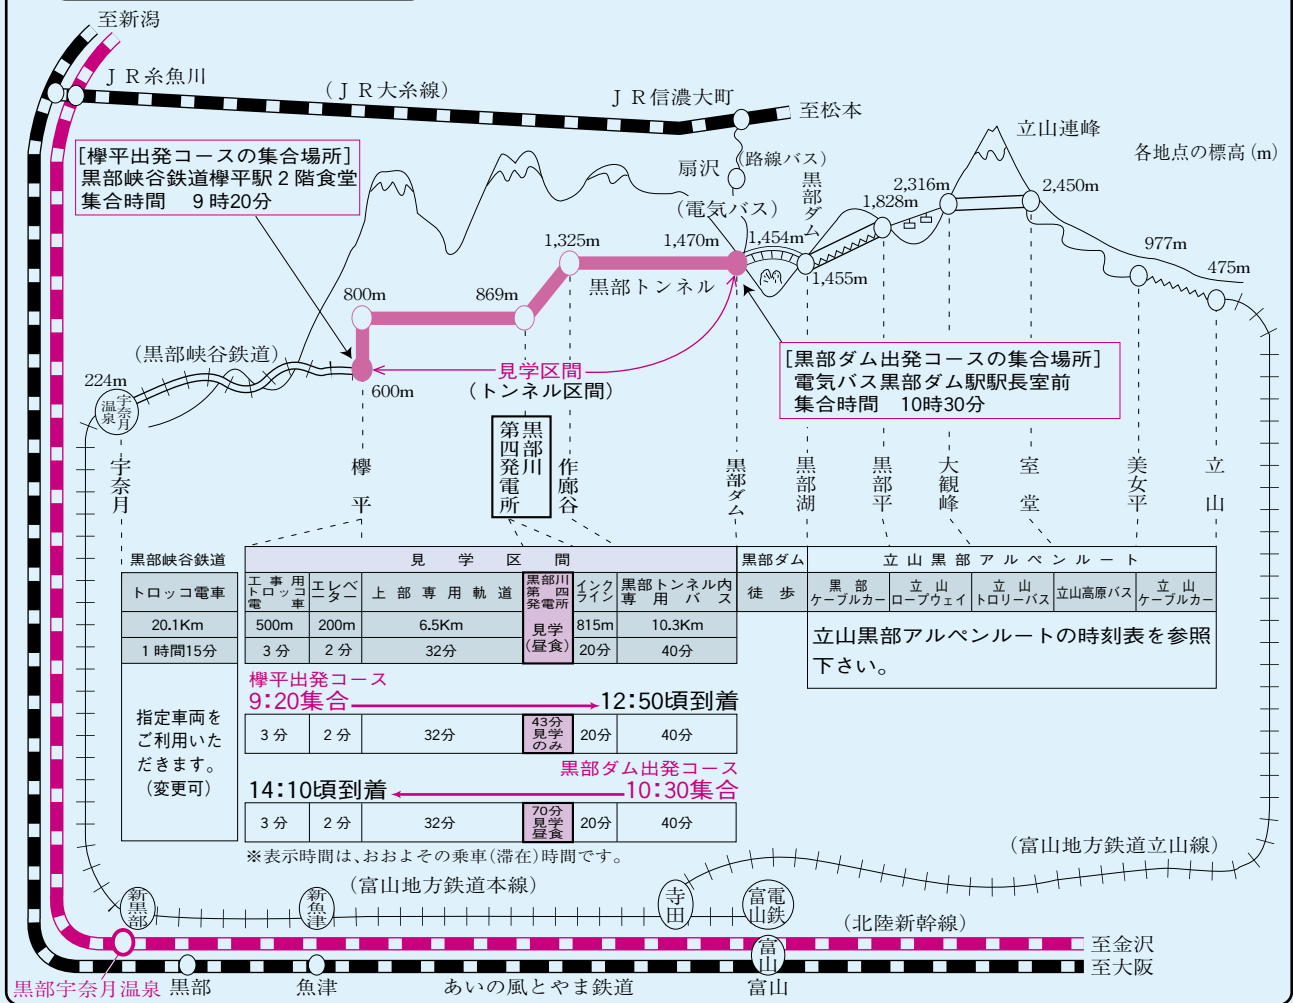 至新潟
JR糸魚川
(JR大糸線)
JR信濃大町
至松本
[欅平出発コースの集合場所]
黒部峡谷鉄道欅平駅2階食堂
集合時間　9時20分
扇沢
(路線バス)
(電気バス)
黒部ダム
立山連峰
各地点の標高(m)
2,316m
2,450m
1,828m
1,325m
1,470m
1,454m
1,455m
977m
475m
黒部トンネル
800m
869m
(黒部峡谷鉄道)
224m
宇奈月温泉
600m
見学区間
(トンネル区間)
[黒部ダム出発コースの集合場所]
電気バス黒部ダム駅駅長室前
集合時間　10時30分
宇奈月
欅平
黒部川
第四発電所
作廊谷
黒部ダム
黒部湖
黒部平
大観峰
室堂
美女平
立山
黒部峡谷鉄道
見学区間
黒部ダム
立山黒部アルペンルート
トロッコ電車
工事用
トロッコ
電車
エレベーター
上部専用軌道
黒部川
第四
発電所
インクライン
黒部トンネル内
専用バス
徒歩
黒部
ケーブルカー
立山
ロープウェイ
立山
トロリーバス
立山高原バス
立山
ケーブルカー
20.1Km
500m
200m
6.5Km
見学
(昼食)
815m
10.3Km
1時間15分
3分
2分
32分
20分
40分
立山黒部アルペンルートの時刻表を参照
下さい。
指定車両を
ご利用いた
だきます。
(変更可)
欅平出発コース
9:20集合
12:50頃到着
3分
2分
32分
43分
見学
のみ
20分
40分
黒部ダム出発コース
14:10頃到着
10:30集合
3分
2分
32分
70分
見学
昼食
20分
40分
※表示時間は、おおよその乗車(滞在)時間です。
(富山地方鉄道立山線)
(富山地方鉄道本線)
新黒部
新魚津
寺田
電鉄富山
(北陸新幹線)
至金沢
富山
至大阪
黒部宇奈月温泉
黒部
魚津
あいの風とやま鉄道
富山